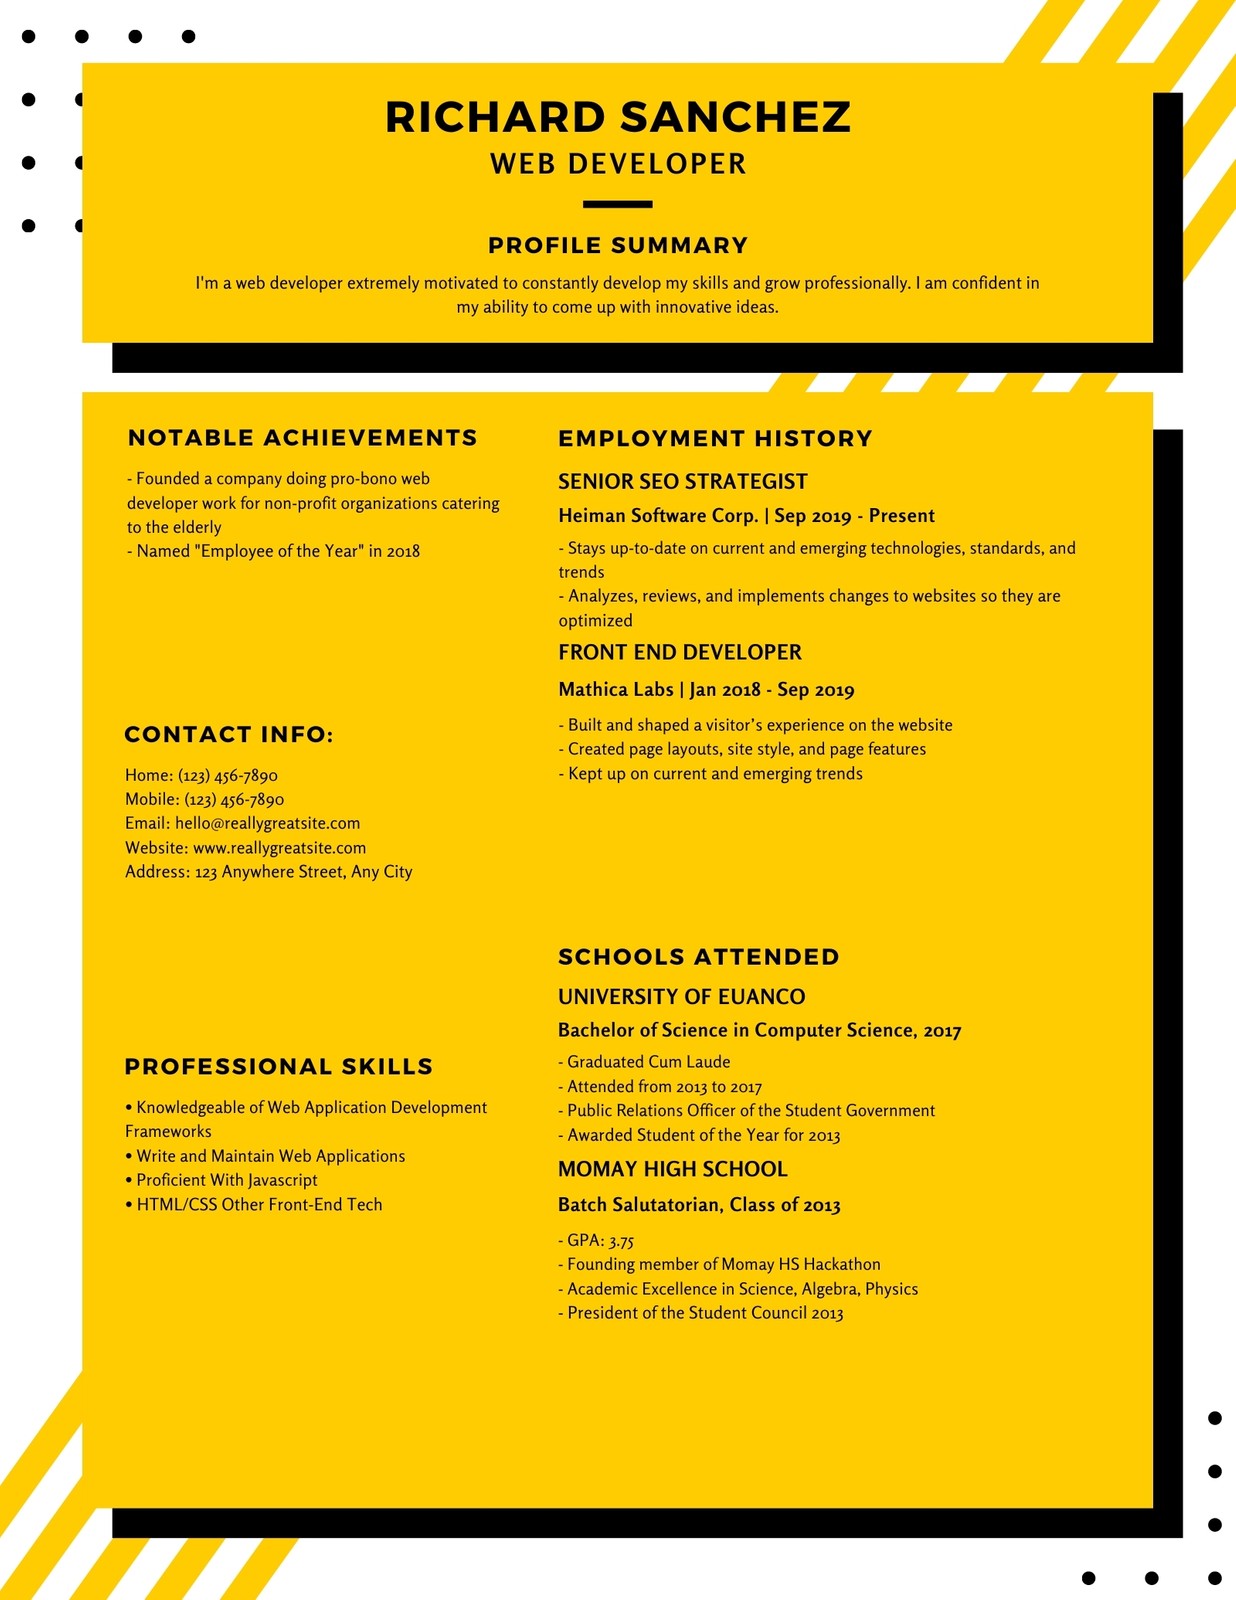 RICHARD SANCHEZ
WEB DEVELOPER
PROFILE SUMMARY
I'm a web developer extremely motivated to constantly develop my skills and grow professionally. I am confident in
my ability to come up with innovative ideas.
NOTABLE ACHIEVEMENTS
- Founded a company doing pro-bono web
developer work for non-profit organizations catering
to the elderly
- Named "Employee of the Year" in 2018
CONTACT INFO:
Home: (123) 456-7890
Mobile: (123) 456-7890
Email: hello@reallygreatsite.com
Website: www.reallygreatsite.com
Address: 123 Anywhere Street, Any City
PROFESSIONAL SKILLS
• Knowledgeable of Web Application Development
Frameworks
• Write and Maintain Web Applications
• Proficient With Javascript
• HTML/CSS Other Front-End Tech
EMPLOYMENT HISTORY
SENIOR SEO STRATEGIST
Heiman Software Corp. | Sep 2019 - Present
- Stays up-to-date on current and emerging technologies, standards, and
trends
- Analyzes, reviews, and implements changes to websites so they are
optimized
FRONT END DEVELOPER
Mathica Labs | Jan 2018 - Sep 2019
- Built and shaped a visitor’s experience on the website
- Created page layouts, site style, and page features
- Kept up on current and emerging trends
SCHOOLS ATTENDED
UNIVERSITY OF EUANCO
Bachelor of Science in Computer Science, 2017
- Graduated Cum Laude
- Attended from 2013 to 2017
- Public Relations Officer of the Student Government
- Awarded Student of the Year for 2013
MOMAY HIGH SCHOOL
Batch Salutatorian, Class of 2013
- GPA: 3.75
- Founding member of Momay HS Hackathon
- Academic Excellence in Science, Algebra, Physics
- President of the Student Council 2013